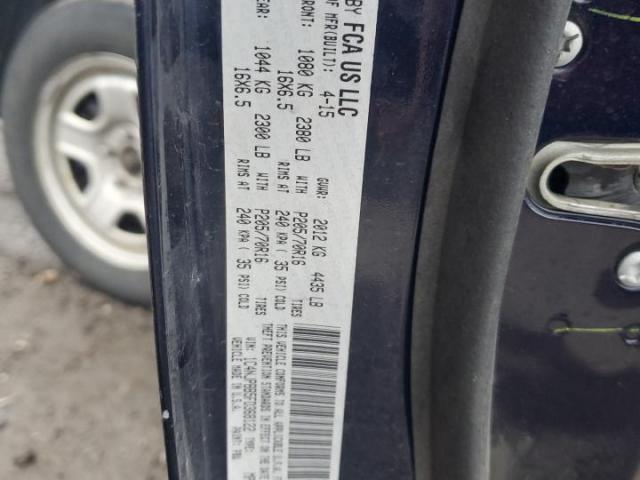 BY FCA US LLC
OF MFR(BUILT): 4-15 GVWR: 2012 KG 4435 LB
FRONT: 1080 KG 2380 LB WITH P205/70R16 TIRES
16X6.5 RIMS AT 240 KPA ( 35 PSI) COLD
REAR: 1044 KG 2300 LB WITH P205/70R16 TIRES
16X6.5 RIMS AT 240 KPA ( 35 PSI) COLD
THIS VEHICLE CONFORMS TO ALL APPLICABLE U.S.A.
THEFT PREVENTION STANDARDS IN EFFECT ON THE DATE
VIN: TYPE:
VEHICLE MADE IN U.S.A. PAINT: